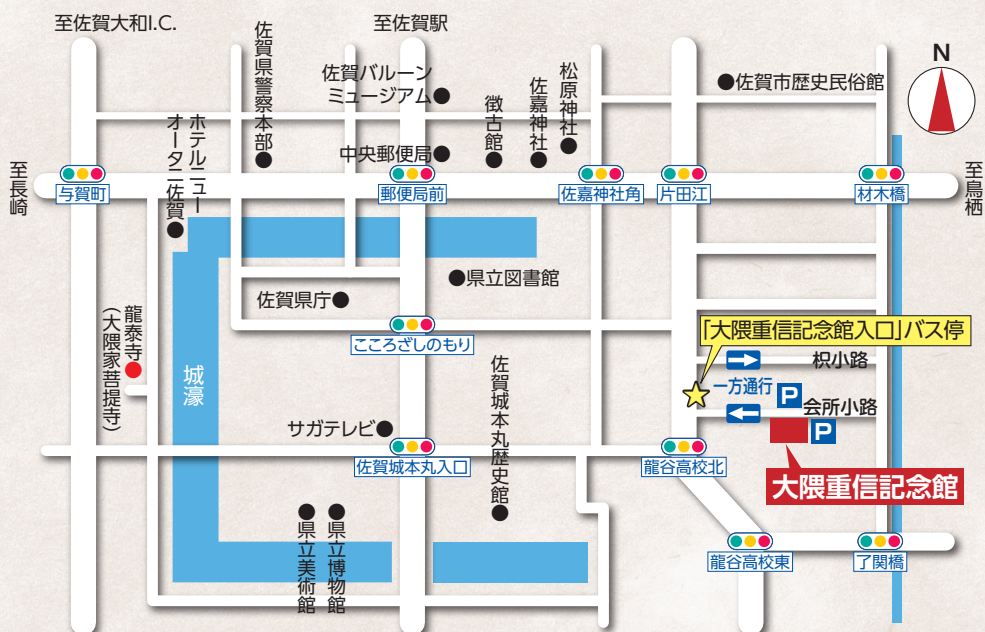 至佐賀大和I.C.
至佐賀駅
N
佐賀県警察本部
佐賀バルーン
ミュージアム
松原神社
佐嘉神社
徴古館
佐賀市歴史民俗館
ホテルニュー
オータニ佐賀
中央郵便局
至長崎
与賀町
郵便局前
佐嘉神社角
片田江
材木橋
至鳥栖
県立図書館
佐賀県庁
龍泰寺
(大隈家菩提寺)
城濠
こころざしのもり
「大隈重信記念館入口」バス停
枳小路
一方通行
P
会所小路
P
佐賀城本丸歴史館
サガテレビ
佐賀城本丸入口
龍谷高校北
大隈重信記念館
県立美術館
県立博物館
龍谷高校東
了関橋